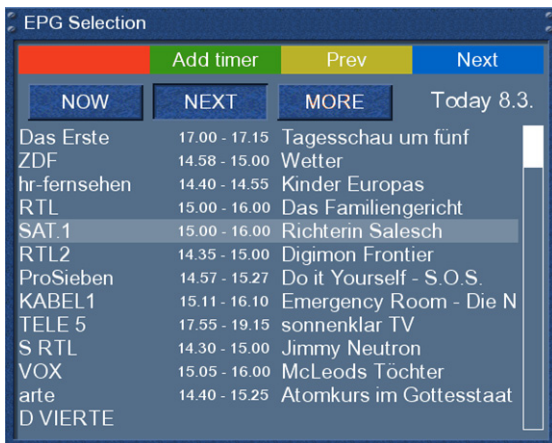 EPG Selection
Add timer Prev Next
NOW NEXT MORE Today 8.3.
Das Erste 17.00 - 17.15 Tagesschau um fünf
ZDF 14.58 - 15.00 Wetter
hr-fernsehen 14.40 - 14.55 Kinder Europas
RTL 15.00 - 16.00 Das Familiengericht
SAT.1 15.00 - 16.00 Richterin Salesch
RTL2 14.35 - 15.00 Digimon Frontier
ProSieben 14.57 - 15.27 Do it Yourself - S.O.S.
KABEL1 15.11 - 16.10 Emergency Room - Die N
TELE 5 17.55 - 19.15 sonnenklar TV
S RTL 14.30 - 15.00 Jimmy Neutron
VOX 15.05 - 16.00 McLeods Töchter
arte 14.40 - 15.25 Atomkurs im Gottesstaat
D VIERTE